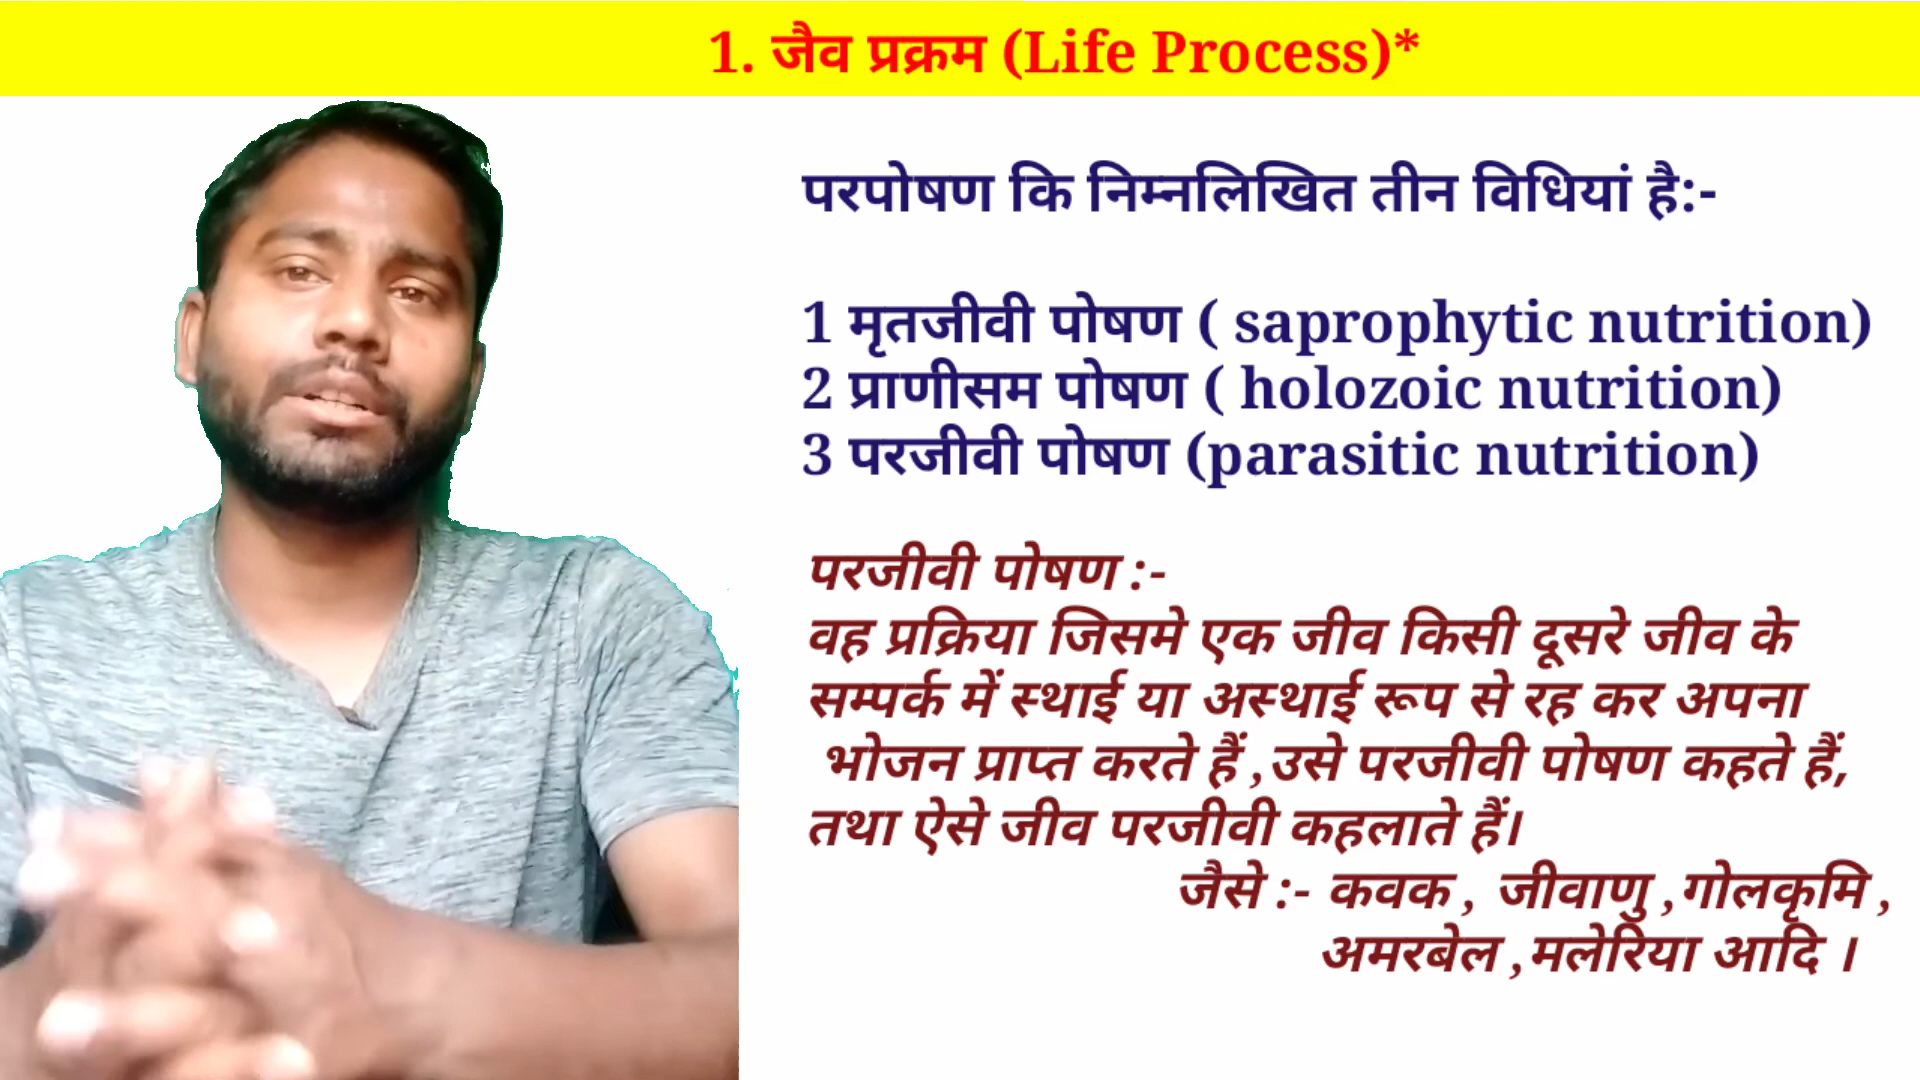 1. जैव प्रक्रम (Life Process)*
परपोषण कि निम्नलिखित तीन विधियां है:-
1 मृतजीवी पोषण ( saprophytic nutrition)
2 प्राणीसम पोषण ( holozoic nutrition)
3 परजीवी पोषण (parasitic nutrition)
परजीवी पोषण :-
वह प्रक्रिया जिसमे एक जीव किसी दूसरे जीव के
सम्पर्क में स्थाई या अस्थाई रूप से रह कर अपना
भोजन प्राप्त करते हैं ,उसे परजीवी पोषण कहते हैं,
तथा ऐसे जीव परजीवी कहलाते हैं।
जैसे :- कवक , जीवाणु ,गोलकृमि ,
अमरबेल ,मलेरिया आदि ।